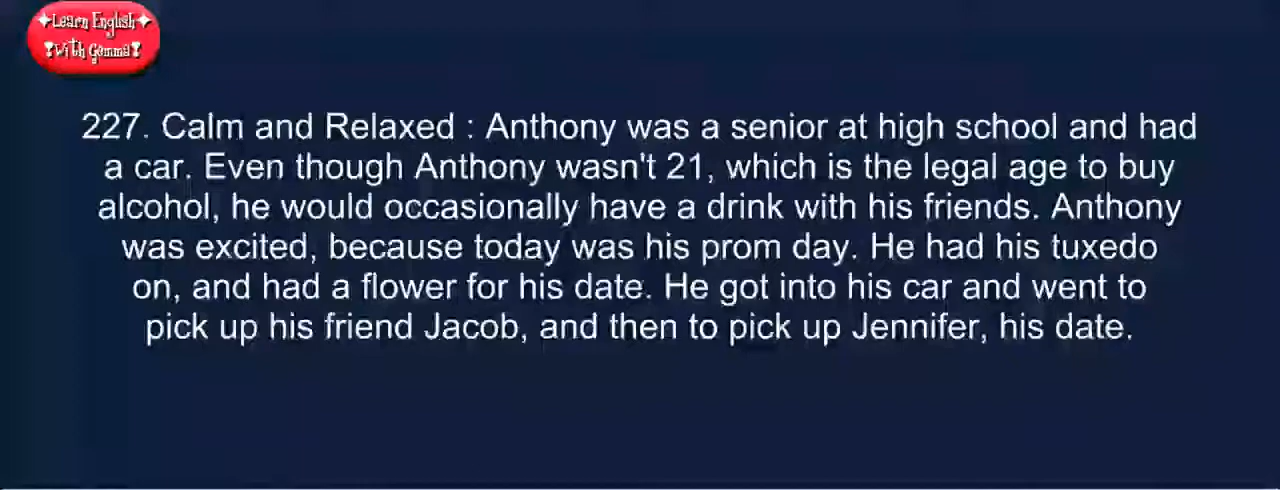 ✦Learn English✦
❣With Gamma❣
227. Calm and Relaxed : Anthony was a senior at high school and had
a car. Even though Anthony wasn't 21, which is the legal age to buy
alcohol, he would occasionally have a drink with his friends. Anthony
was excited, because today was his prom day. He had his tuxedo
on, and had a flower for his date. He got into his car and went to
pick up his friend Jacob, and then to pick up Jennifer, his date.